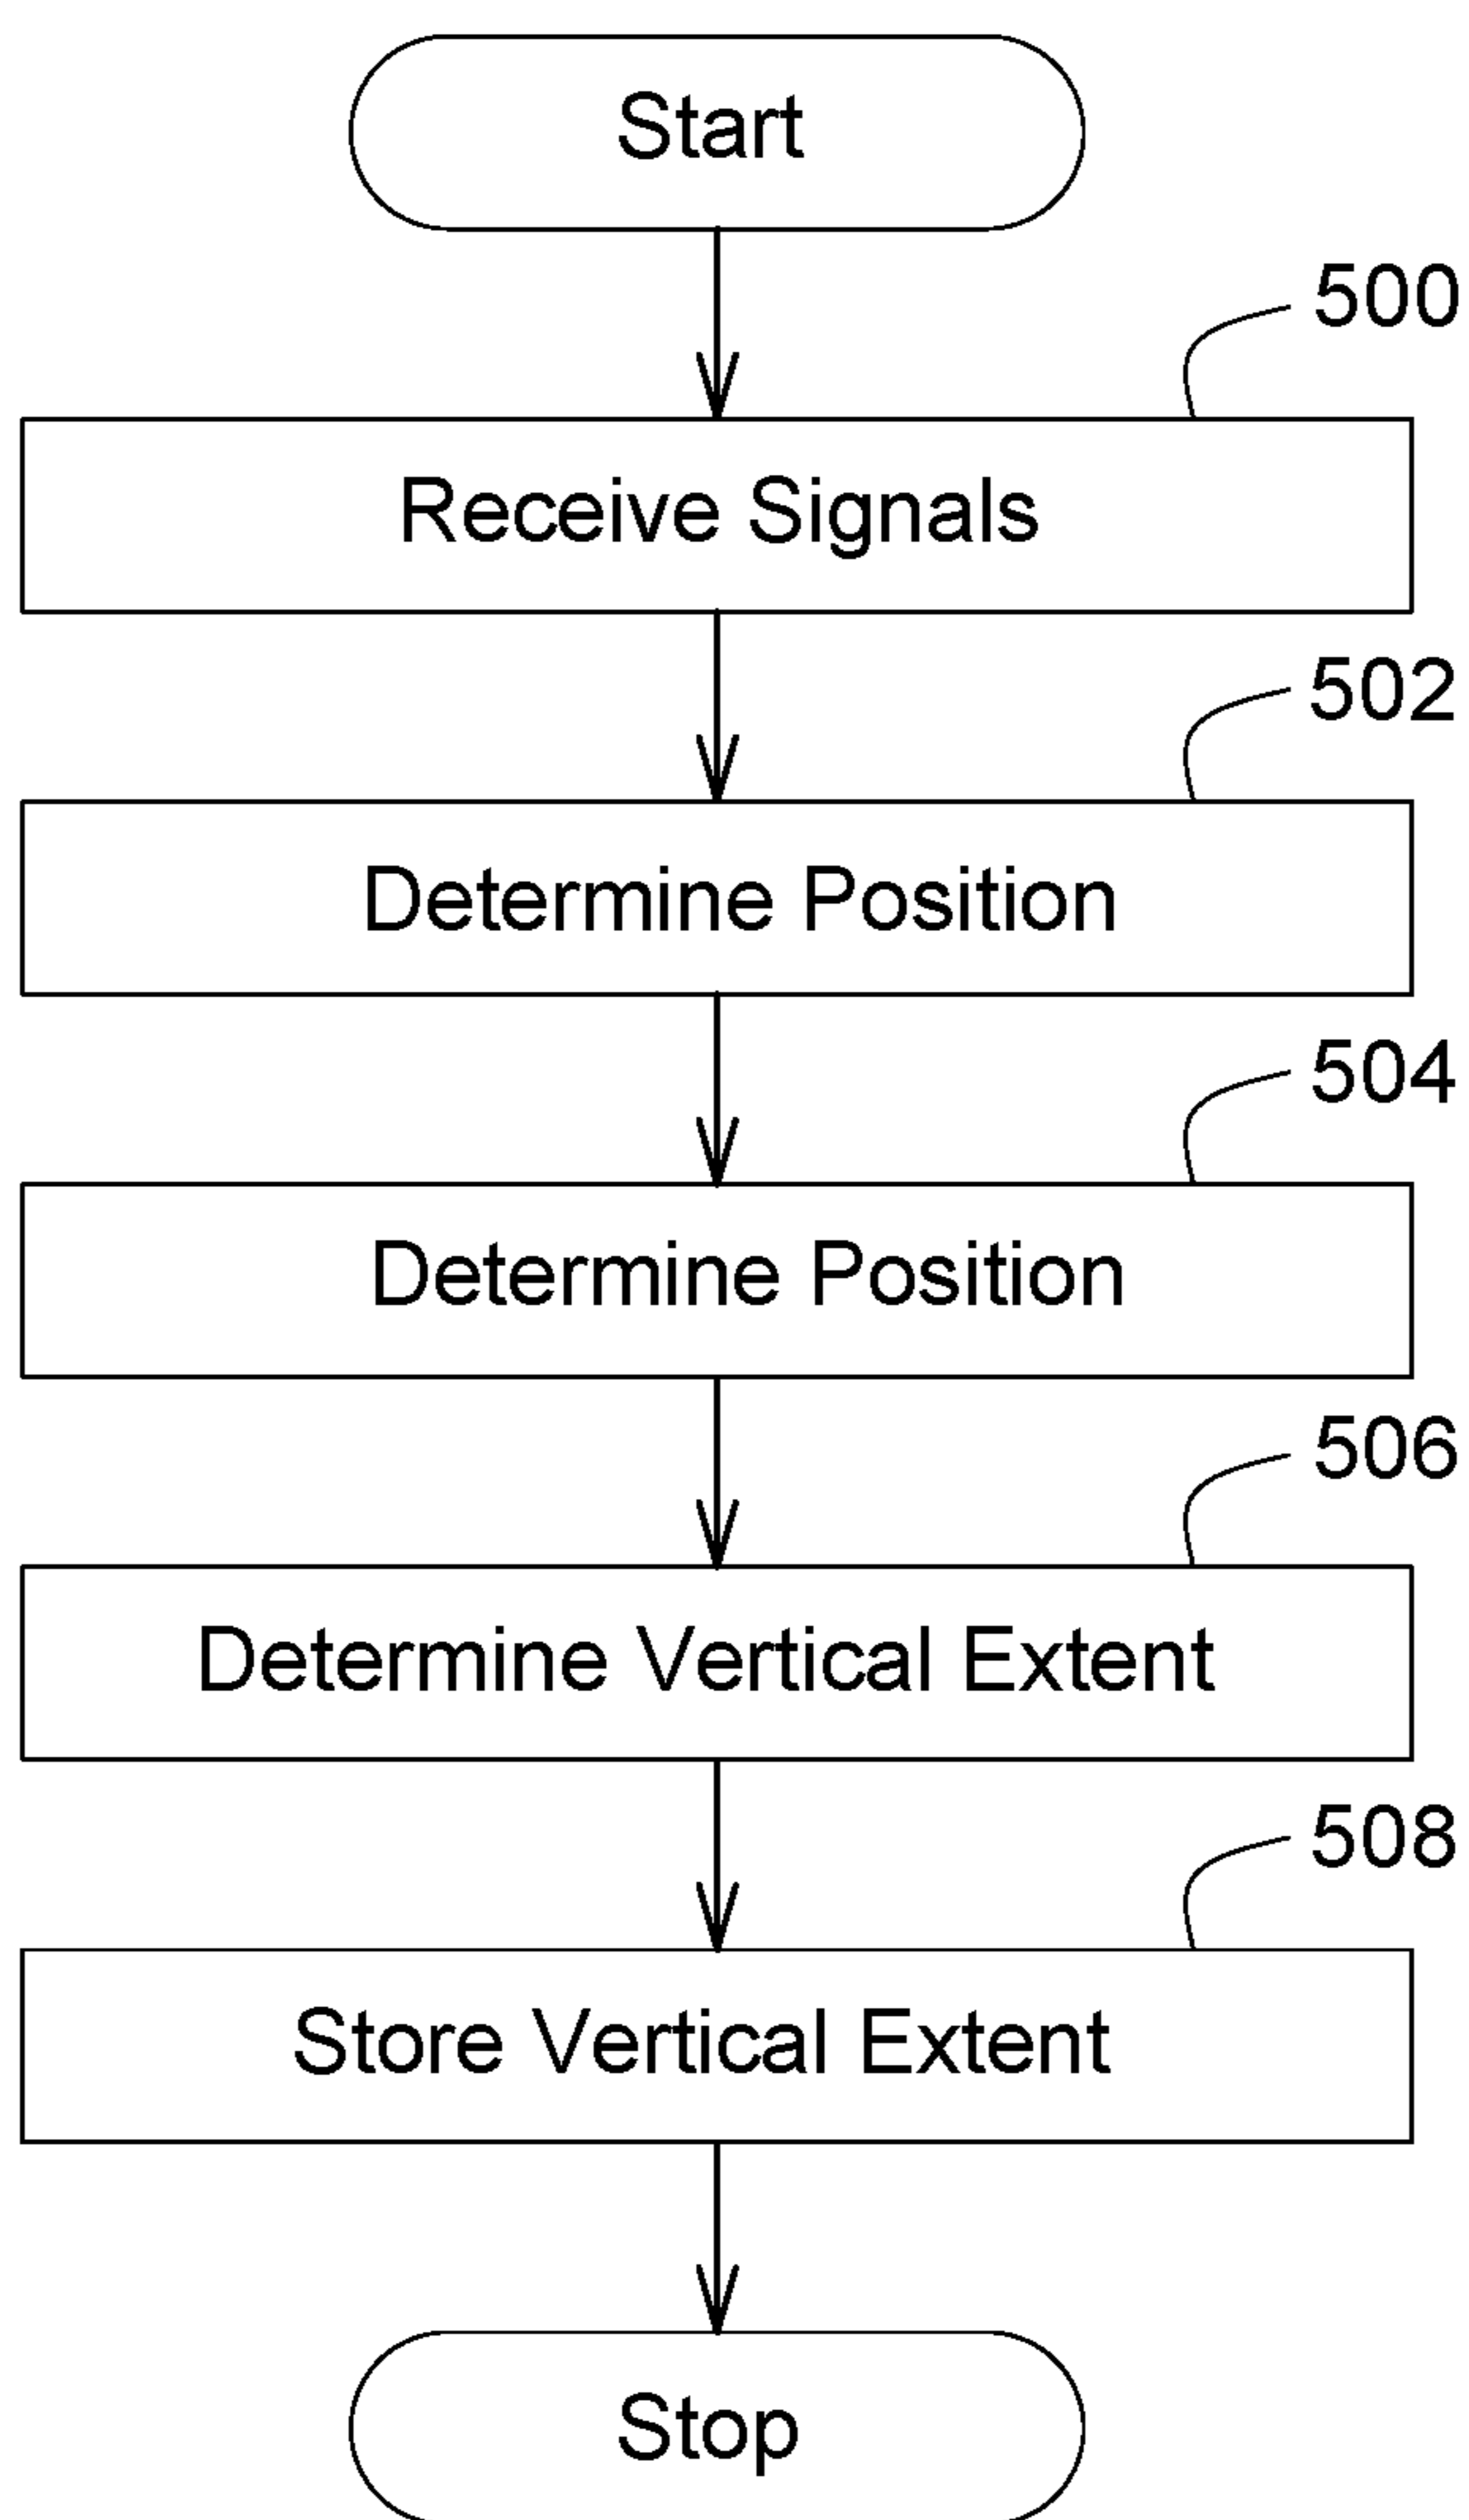 Start
500
Receive Signals
502
Determine Position
504
Determine Position
506
Determine Vertical Extent
508
Store Vertical Extent
Stop